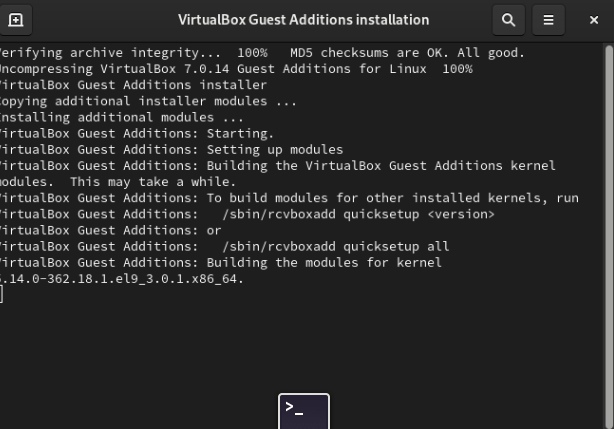 VirtualBox Guest Additions installation
Verifying archive integrity...  100%   MD5 checksums are OK. All good.
Uncompressing VirtualBox 7.0.14 Guest Additions for Linux  100%
VirtualBox Guest Additions installer
Copying additional installer modules ...
Installing additional modules ...
VirtualBox Guest Additions: Starting.
VirtualBox Guest Additions: Setting up modules
VirtualBox Guest Additions: Building the VirtualBox Guest Additions kernel
modules.  This may take a while.
VirtualBox Guest Additions: To build modules for other installed kernels, run
VirtualBox Guest Additions:   /sbin/rcvboxadd quicksetup <version>
VirtualBox Guest Additions: or
VirtualBox Guest Additions:   /sbin/rcvboxadd quicksetup all
VirtualBox Guest Additions: Building the modules for kernel
5.14.0-362.18.1.el9_3.0.1.x86_64.
>_